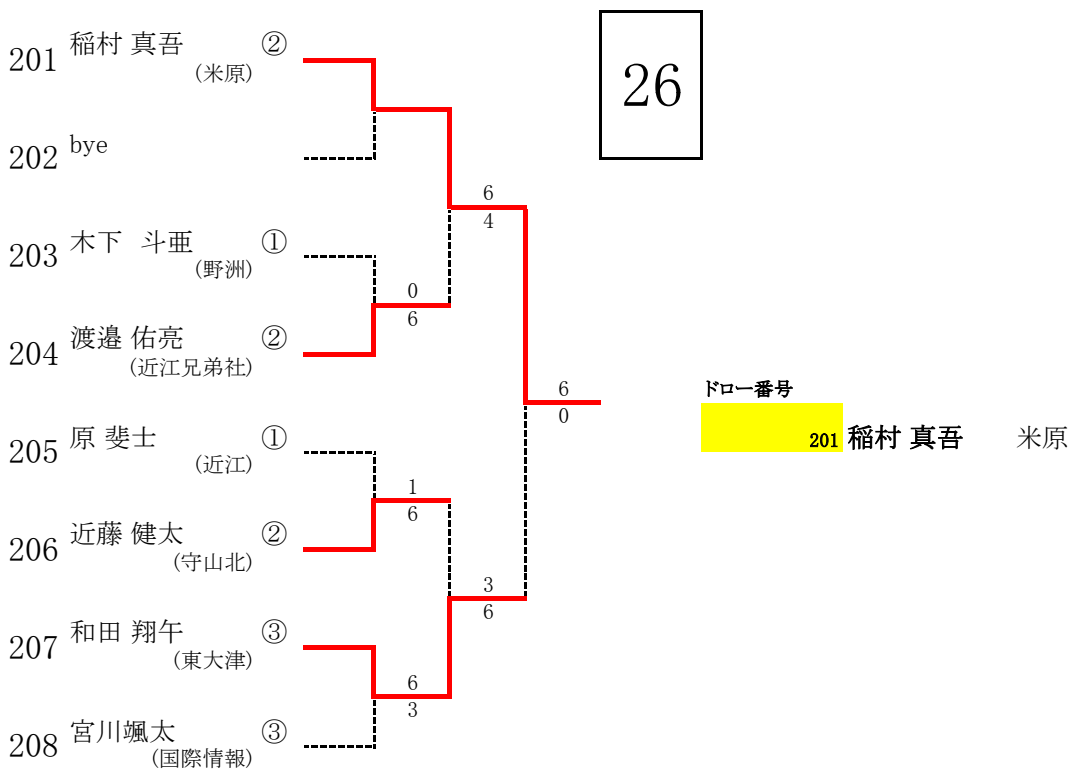 26
201 稲村 真吾 ②
(米原)
202 bye
6
4
203 木下 斗亜 ①
(野洲)
0
6
204 渡邉 佑亮 ②
(近江兄弟社)
6
0
ドロー番号
201 稲村 真吾 米原
205 原 斐士 ①
(近江)
1
6
206 近藤 健太 ②
(守山北)
3
6
207 和田 翔午 ③
(東大津)
6
3
208 宮川颯太 ③
(国際情報)